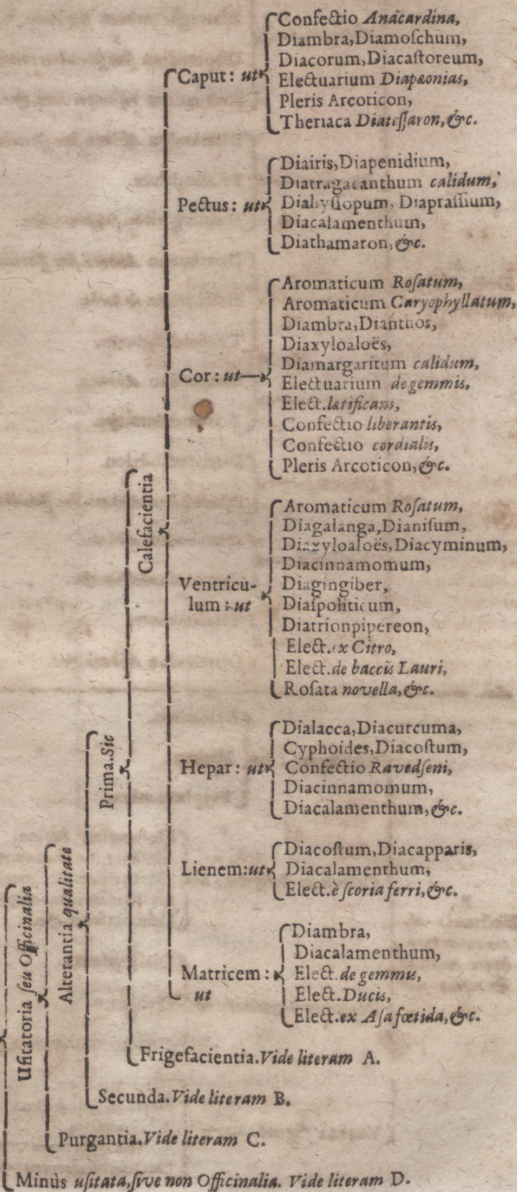 Usitatoria seu Officinalia
Alterantia qualitate
Prima. Sic
Calefacientia
Caput: ut
Confectio Anacardina,
Diambra, Diamoſchum,
Diacorum, Diacaſtoreum,
Electuarium Diapæonias,
Pleris Arcoticon,
Theriaca Diateſſaron, &c.
Pectus: ut
Diairis, Diapenidium,
Diatragacanthum calidum,
Diahyſſopum, Diapraſſium,
Diacalamenthum,
Diathamaron, &c.
Cor: ut
Aromaticum Roſatum,
Aromaticum Caryophyllatum,
Diambra, Dianthos,
Diaxyloaloës,
Diamargaritum calidum,
Electuarium de gemmis,
Elect. lætificans,
Confectio liberantis,
Confectio cordialis,
Pleris Arcoticon, &c.
Ventricu-
lum: ut
Aromaticum Roſatum,
Diagalanga, Dianiſum,
Diaxyloaloës, Diacyminum,
Diacinnamomum,
Diagingiber,
Diaſpoliticum,
Diatrionpipereon,
Elect. ex Citro,
Elect. de baccis Lauri,
Roſata novella, &c.
Hepar: ut
Dialacca, Diacurcuma,
Cyphoides, Diacoſtum,
Confectio Ravedſeni,
Diacinnamomum,
Diacalamenthum, &c.
Lienem: ut
Diacoſtum, Diacapparis,
Diacalamenthum,
Elect. è ſcoria ferri, &c.
Matricem:
ut
Diambra,
Diacalamenthum,
Elect. de gemmis,
Elect. Ducis,
Elect. ex Aſa fœtida, &c.
Frigefacientia. Vide literam A.
Secunda. Vide literam B.
Purgantia. Vide literam C.
Minùs uſitata, ſive non Officinalia. Vide literam D.